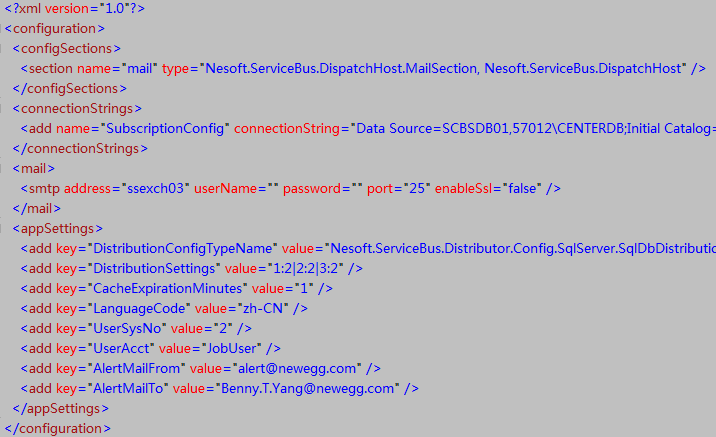 <?xml version="1.0"?>
<configuration>
<configSections>
<section name="mail" type="Nesoft.ServiceBus.DispatchHost.MailSection, Nesoft.ServiceBus.DispatchHost" />
</configSections>
<connectionStrings>
<add name="SubscriptionConfig" connectionString="Data Source=SCBSDB01,57012\CENTERDB;Initial Catalog=
</connectionStrings>
<mail>
<smtp address="ssexch03" userName="" password="" port="25" enableSsl="false" />
</mail>
<appSettings>
<add key="DistributionConfigTypeName" value="Nesoft.ServiceBus.Distributor.Config.SqlServer.SqlDbDistributio
<add key="DistributionSettings" value="1:2|2:2|3:2" />
<add key="CacheExpirationMinutes" value="1" />
<add key="LanguageCode" value="zh-CN" />
<add key="UserSysNo" value="2" />
<add key="UserAcct" value="JobUser" />
<add key="AlertMailFrom" value="alert@newegg.com" />
<add key="AlertMailTo" value="Benny.T.Yang@newegg.com" />
</appSettings>
</configuration>